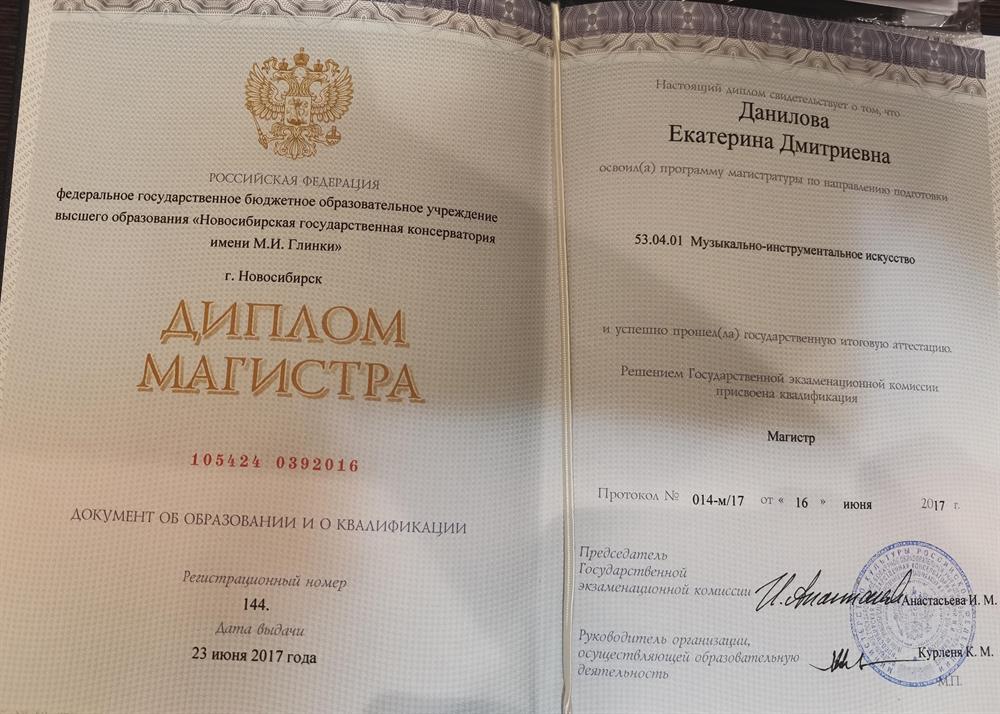 РОССИЙСКАЯ ФЕДЕРАЦИЯ
федеральное государственное бюджетное образовательное учреждение
высшего образования «Новосибирская государственная консерватория
имени М.И. Глинки»
г. Новосибирск
ДИПЛОМ
МАГИСТРА
105424 0392016
ДОКУМЕНТ ОБ ОБРАЗОВАНИИ И О КВАЛИФИКАЦИИ
Регистрационный номер
144.
Дата выдачи
23 июня 2017 года
Настоящий диплом свидетельствует о том, что
Данилова
Екатерина Дмитриевна
освоил(а) программу магистратуры по направлению подготовки
53.04.01 Музыкально-инструментальное искусство
и успешно прошел(ла) государственную итоговую аттестацию.
Решением Государственной экзаменационной комиссии
присвоена квалификация
Магистр
Протокол № 014-м/17 от « 16 » июня 2017 г.
Председатель
Государственной
экзаменационной комиссии
Анастасьева И. М.
Руководитель организации,
осуществляющей образовательную
деятельность
Курленя К. М.
М.П.